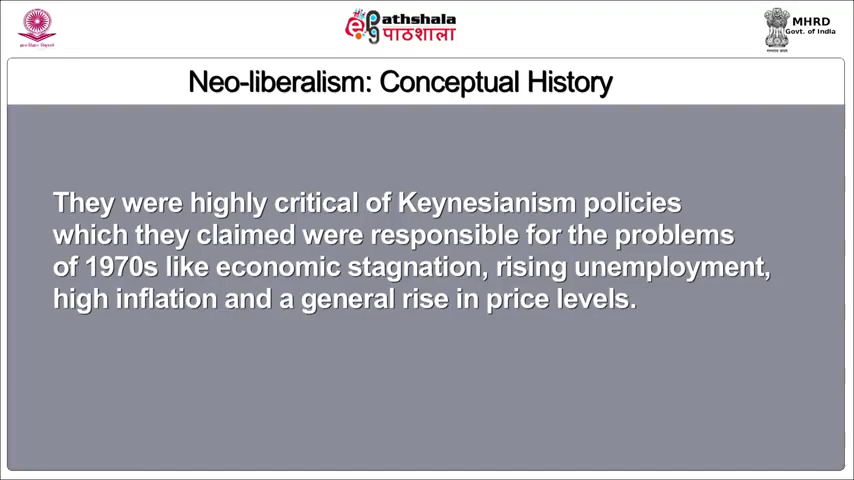 ePathshala
पाठशाला
MHRD
Govt. of India
Neo-liberalism: Conceptual History
They were highly critical of Keynesianism policies
which they claimed were responsible for the problems
of 1970s like economic stagnation, rising unemployment,
high inflation and a general rise in price levels.